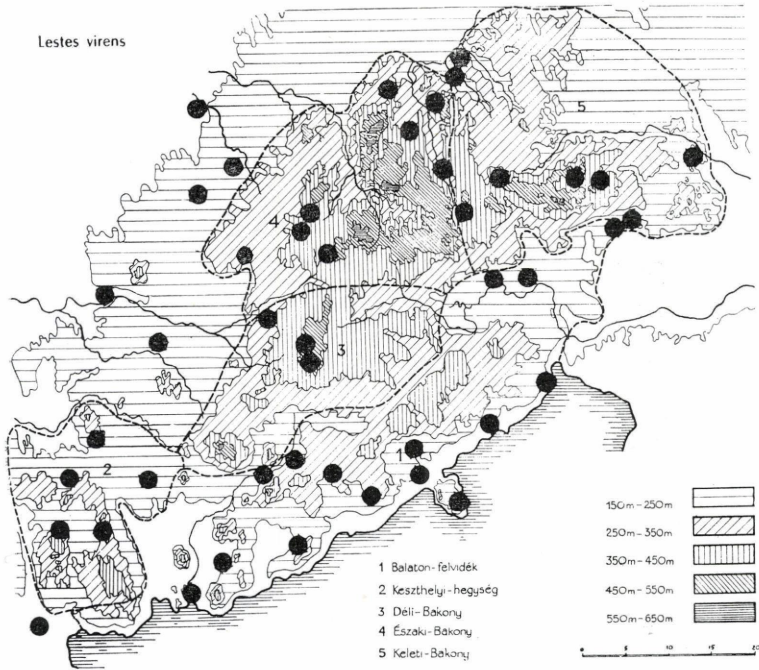 Lestes virens
5
4
3
2
1
1 Balaton-felvidék
2 Keszthelyi-hegység
3 Déli-Bakony
4 Északi-Bakony
5 Keleti-Bakony
150m-250m
250m-350m
350m-450m
450m-550m
550m-650m
0 5 10 15 20